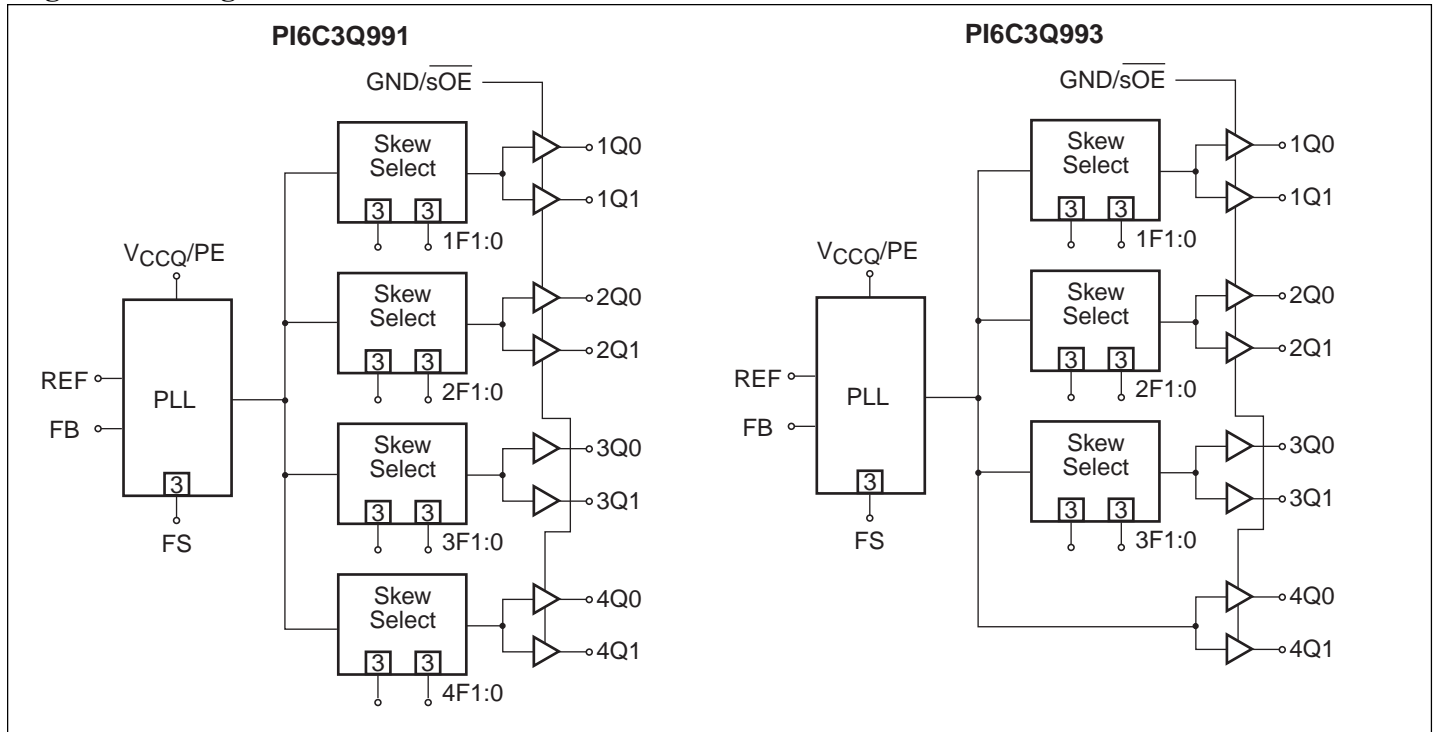 PI6C3Q991
GND/sOE
Skew
Select
3 3
1F1:0
1Q0
1Q1
VCCQ/PE
Skew
Select
3 3
2F1:0
2Q0
2Q1
REF
FB
PLL
3
FS
Skew
Select
3 3
3F1:0
3Q0
3Q1
Skew
Select
3 3
4F1:0
4Q0
4Q1
PI6C3Q993
GND/sOE
Skew
Select
3 3
1F1:0
1Q0
1Q1
VCCQ/PE
Skew
Select
3 3
2F1:0
2Q0
2Q1
REF
FB
PLL
3
FS
Skew
Select
3 3
3F1:0
3Q0
3Q1
4Q0
4Q1